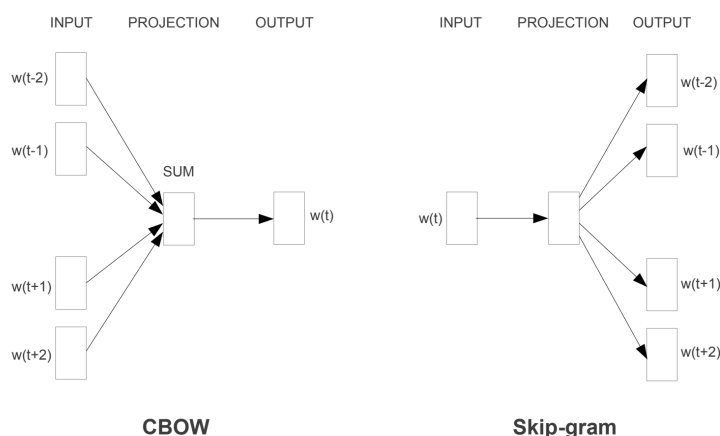 INPUT PROJECTION OUTPUT
w(t-2)
w(t-1)
SUM
w(t)
w(t+1)
w(t+2)
CBOW
INPUT PROJECTION OUTPUT
w(t-2)
w(t-1)
w(t)
w(t+1)
w(t+2)
Skip-gram